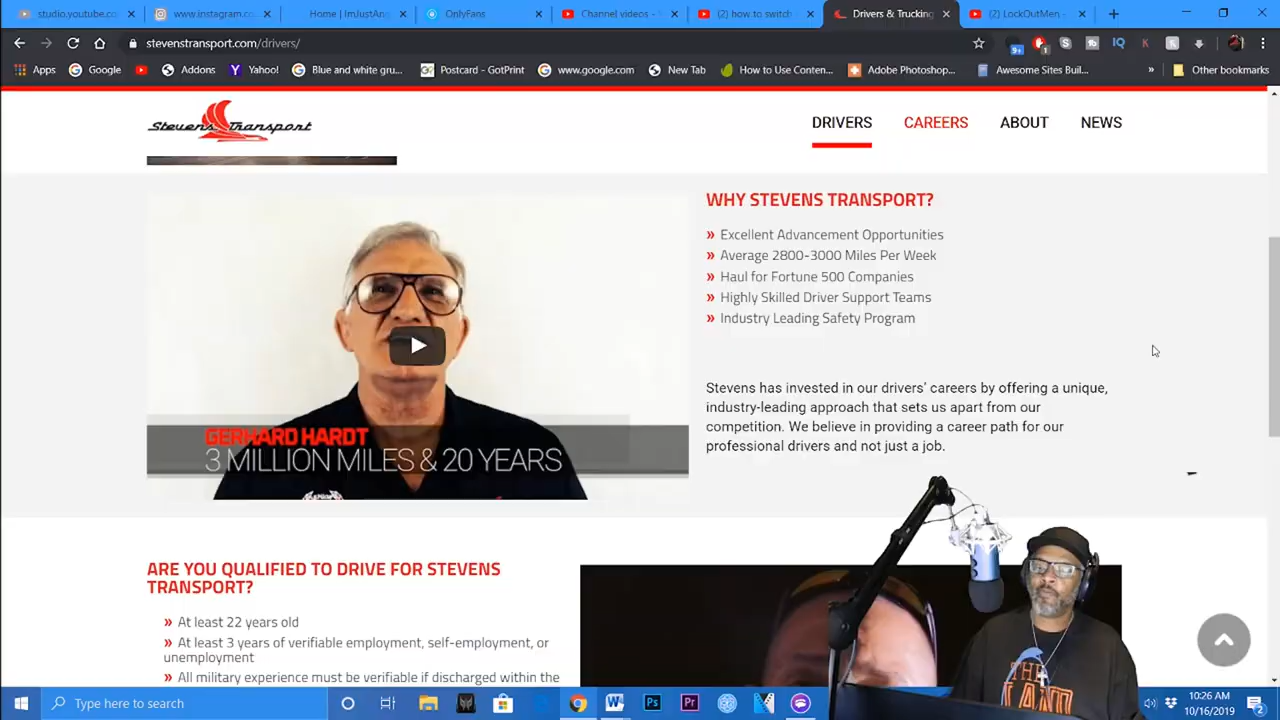 studio.youtube.co
www.instagram.co
Home | ImJustAn
OnlyFans
Channel videos -
(2) how to switch
Drivers & Trucking
(2) LockOutMen
stevenstransport.com/drivers/
9+
1
IQ
K
Apps
Google
Addons
Yahoo!
Blue and white gru...
Postcard - GotPrint
www.google.com
New Tab
How to Use Conten...
Adobe Photoshop...
Awesome Sites Buil...
»
Other bookmarks
Stevens Transport
DRIVERS
CAREERS
ABOUT
NEWS
GERHARD HARDT
3 MILLION MILES & 20 YEARS
WHY STEVENS TRANSPORT?
» Excellent Advancement Opportunities
» Average 2800-3000 Miles Per Week
» Haul for Fortune 500 Companies
» Highly Skilled Driver Support Teams
» Industry Leading Safety Program
Stevens has invested in our drivers' careers by offering a unique,
industry-leading approach that sets us apart from our
competition. We believe in providing a career path for our
professional drivers and not just a job.
ARE YOU QUALIFIED TO DRIVE FOR STEVENS
TRANSPORT?
» At least 22 years old
» At least 3 years of verifiable employment, self-employment, or
unemployment
» All military experience must be verifiable if discharged within the
THE
LAND
Type here to search
10:26 AM
10/16/2019
2